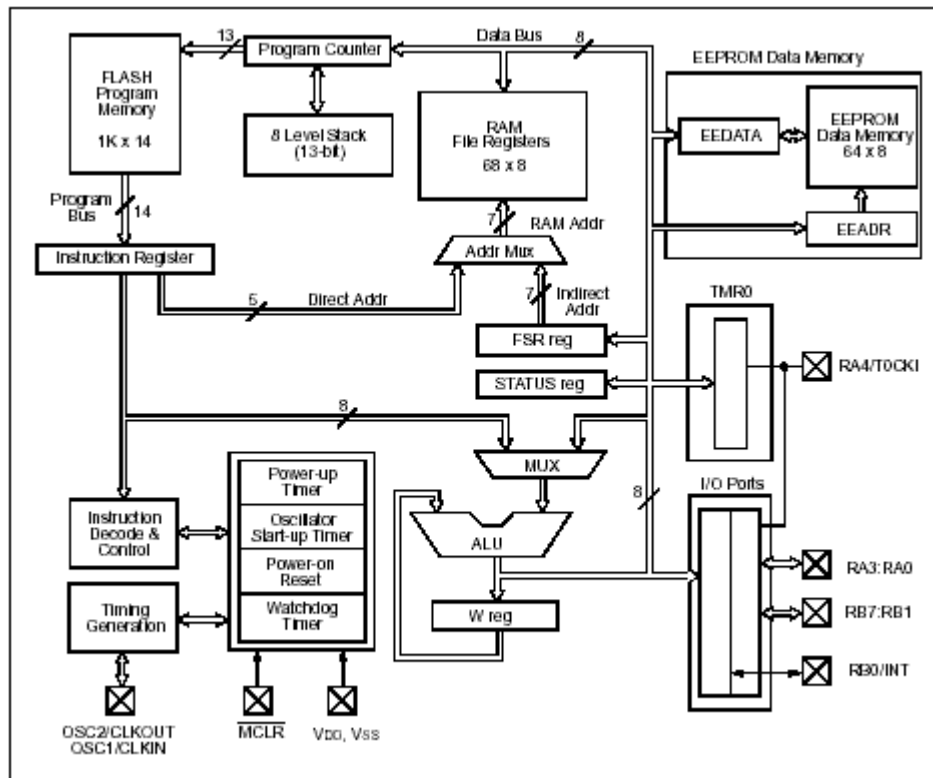 13
Program Counter
Data Bus
8
EEPROM Data Memory
FLASH
Program
Memory
1K x 14
8 Level Stack
(13-bit)
RAM
File Registers
68 x 8
EEDATA
EEPROM
Data Memory
64 x 8
EEADR
Program
Bus
14
7
RAM Addr
Instruction Register
Addr Mux
5
Direct Addr
7
Indirect
Addr
TMR0
FSR reg
RA4/T0CKI
STATUS reg
8
MUX
I/O Ports
Power-up
Timer
8
Instruction
Decode &
Control
Oscillator
Start-up Timer
ALU
Power-on
Reset
RA3:RA0
Timing
Generation
Watchdog
Timer
W reg
RB7:RB1
RB0/INT
OSC2/CLKOUT
OSC1/CLKIN
MCLR
VDD, VSS